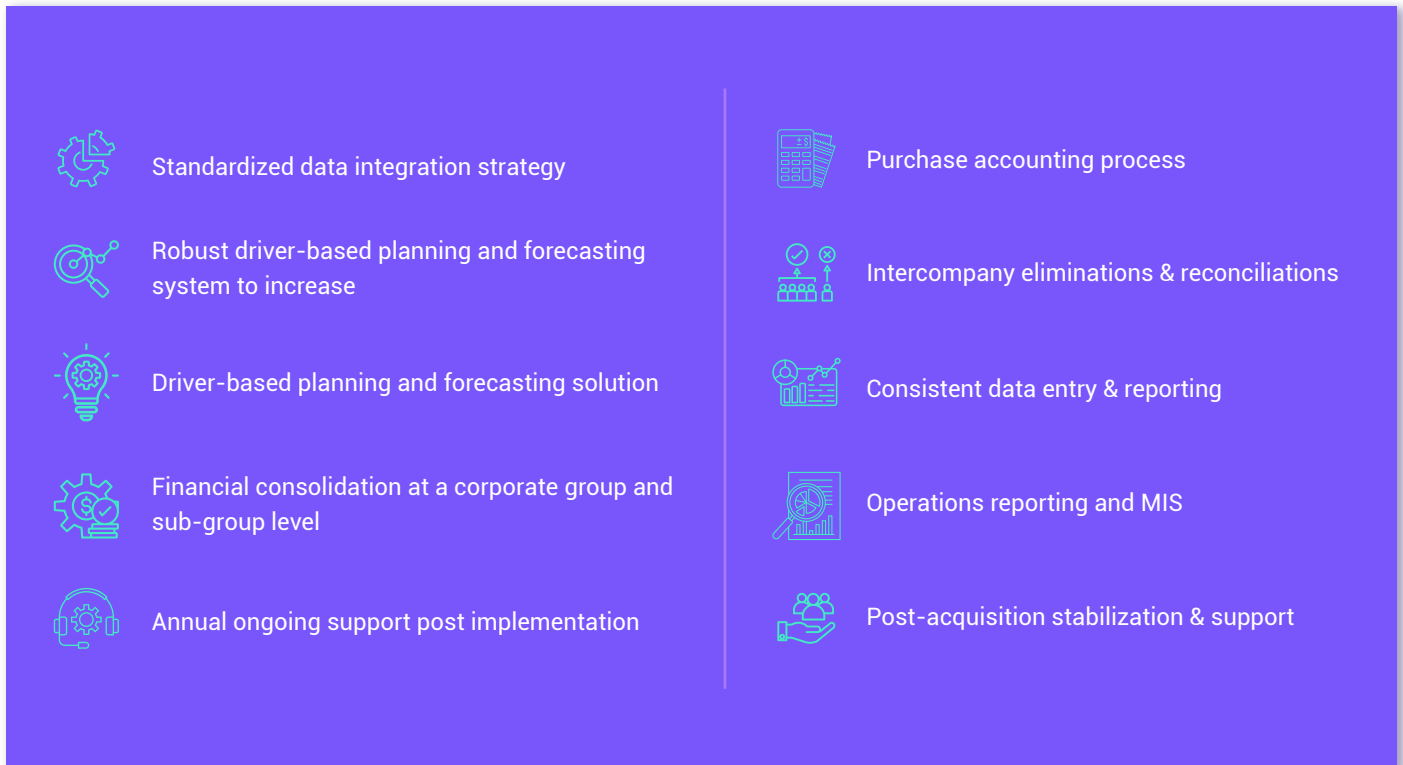 Standardized data integration strategy
Robust driver-based planning and forecasting
system to increase
Driver-based planning and forecasting solution
Financial consolidation at a corporate group and
sub-group level
Annual ongoing support post implementation
Purchase accounting process
Intercompany eliminations & reconciliations
Consistent data entry & reporting
Operations reporting and MIS
Post-acquisition stabilization & support